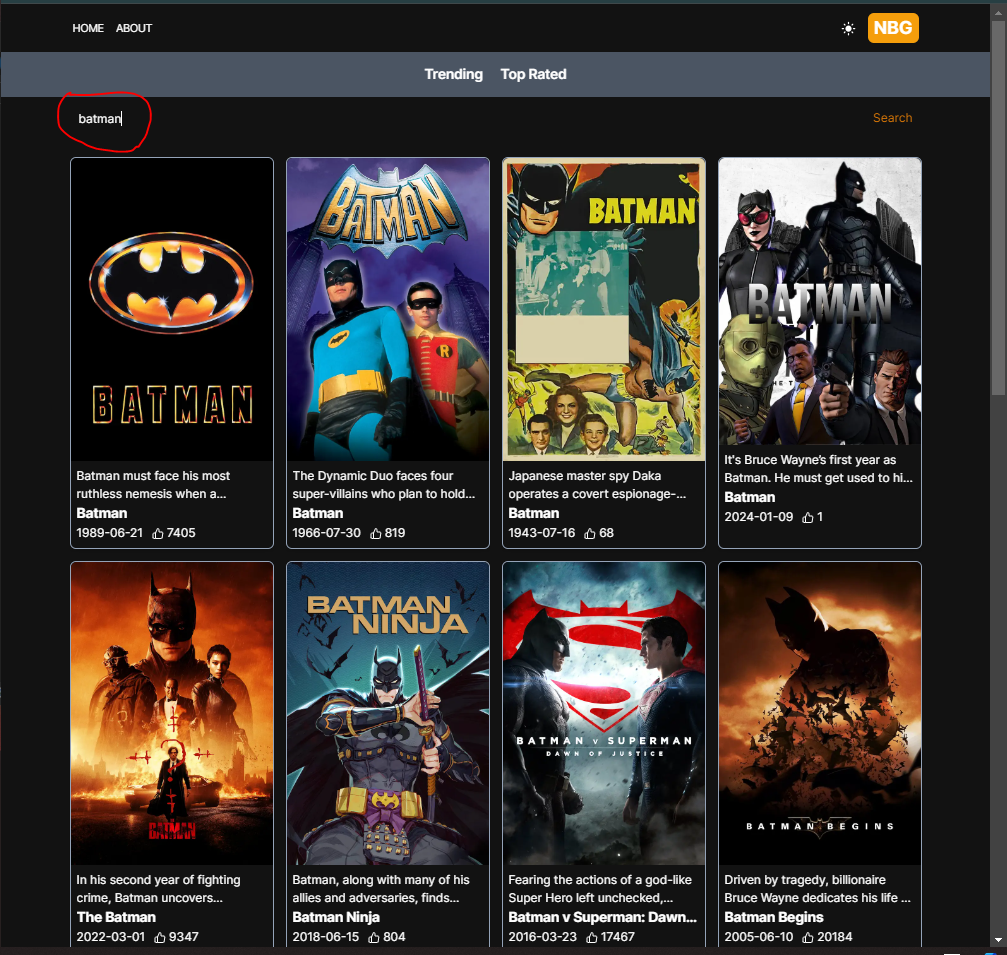 HOME ABOUT NBG
Trending Top Rated
batman Search
BATMAN
BATMAN
BATMAN
BATMAN
Batman must face his most
ruthless nemesis when a...
Batman
1989-06-21 7405
The Dynamic Duo faces four
super-villains who plan to hold...
Batman
1966-07-30 819
Japanese master spy Daka
operates a covert espionage-...
Batman
1943-07-16 68
It's Bruce Wayne's first year as
Batman. He must get used to hi...
Batman
2024-01-09 1
BATMAN
BATMAN
NINJA
BATMAN V SUPERMAN
DAWN OF JUSTICE
BATMAN BEGINS
In his second year of fighting
crime, Batman uncovers...
The Batman
2022-03-01 9347
Batman, along with many of his
allies and adversaries, finds...
Batman Ninja
2018-06-15 804
Fearing the actions of a god-like
Super Hero left unchecked,...
Batman v Superman: Dawn...
2016-03-23 17467
Driven by tragedy, billionaire
Bruce Wayne dedicates his life ...
Batman Begins
2005-06-10 20184